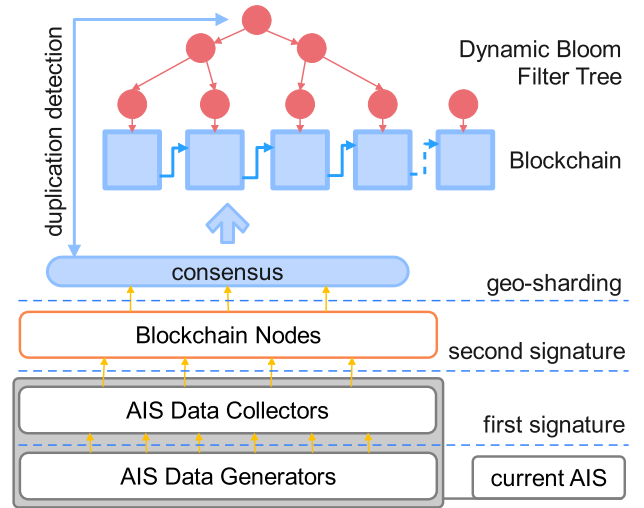 Dynamic Bloom
Filter Tree
duplication detection
Blockchain
consensus
geo-sharding
Blockchain Nodes
second signature
AIS Data Collectors
first signature
AIS Data Generators
current AIS